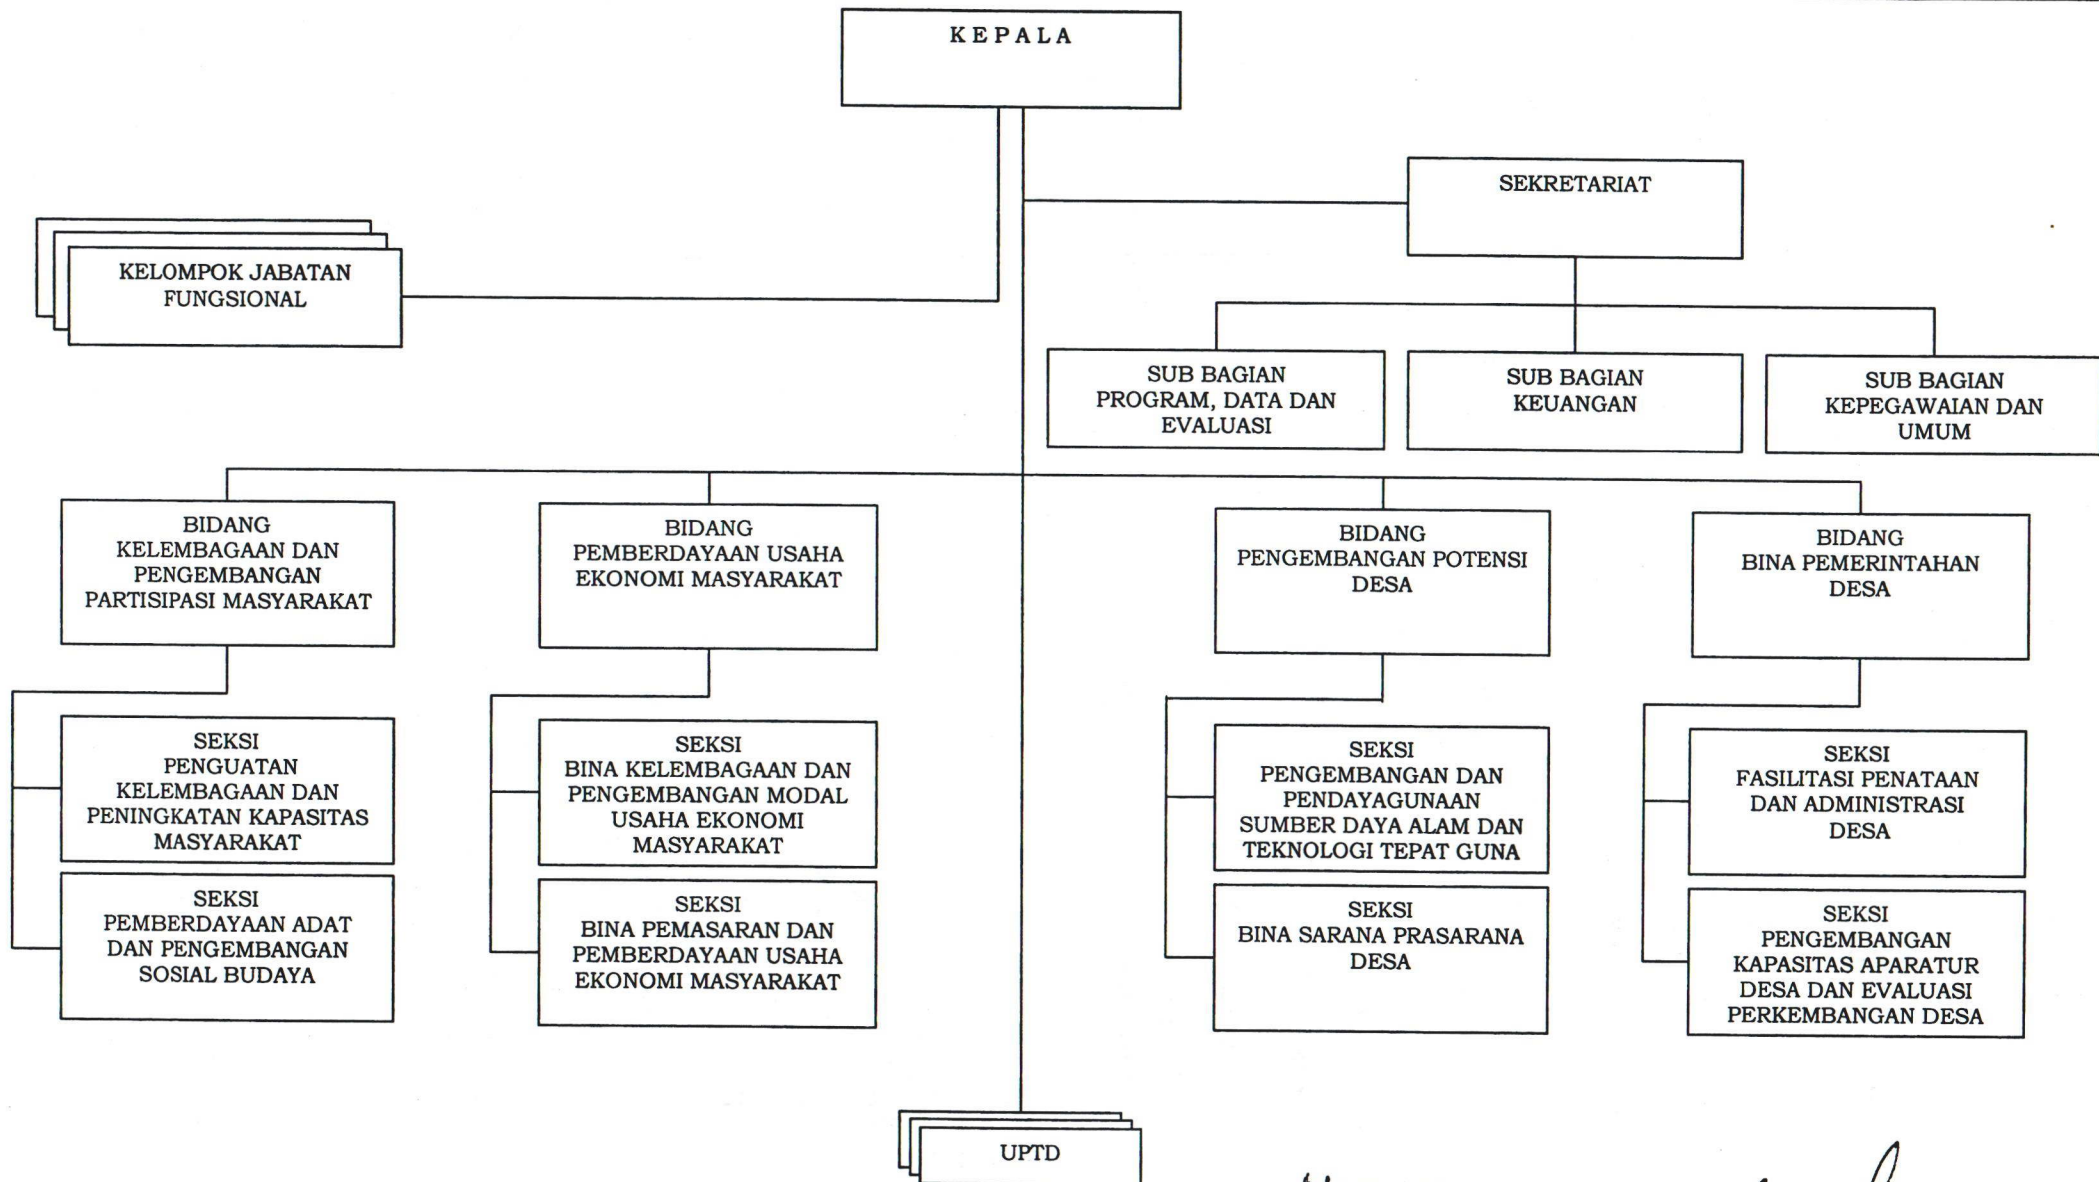 KEPALA
SEKRETARIAT
KELOMPOK JABATAN
FUNGSIONAL
SUB BAGIAN
PROGRAM, DATA DAN
EVALUASI
SUB BAGIAN
KEUANGAN
SUB BAGIAN
KEPEGAWAIAN DAN
UMUM
BIDANG
KELEMBAGAAN DAN
PENGEMBANGAN
PARTISIPASI MASYARAKAT
BIDANG
PEMBERDAYAAN USAHA
EKONOMI MASYARAKAT
BIDANG
PENGEMBANGAN POTENSI
DESA
BIDANG
BINA PEMERINTAHAN
DESA
SEKSI
PENGUATAN
KELEMBAGAAN DAN
PENINGKATAN KAPASITAS
MASYARAKAT
SEKSI
BINA KELEMBAGAAN DAN
PENGEMBANGAN MODAL
USAHA EKONOMI
MASYARAKAT
SEKSI
PENGEMBANGAN DAN
PENDAYAGUNAAN
SUMBER DAYA ALAM DAN
TEKNOLOGI TEPAT GUNA
SEKSI
FASILITASI PENATAAN
DAN ADMINISTRASI
DESA
SEKSI
PEMBERDAYAAN ADAT
DAN PENGEMBANGAN
SOSIAL BUDAYA
SEKSI
BINA PEMASARAN DAN
PEMBERDAYAAN USAHA
EKONOMI MASYARAKAT
SEKSI
BINA SARANA PRASARANA
DESA
SEKSI
PENGEMBANGAN
KAPASITAS APARATUR
DESA DAN EVALUASI
PERKEMBANGAN DESA
UPTD